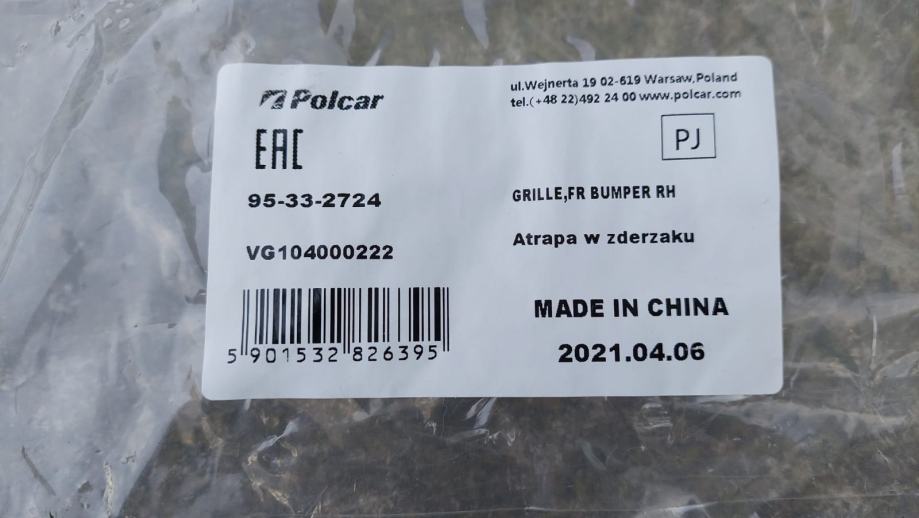 Polcar
ul.Wejnerta 19 02-619 Warsaw,Poland
tel.(+48 22)492 24 00 www.polcar.com
EAC
PJ
95-33-2724
GRILLE,FR BUMPER RH
VG104000222
Atrapa w zderzaku
5 901532 826395
MADE IN CHINA
2021.04.06